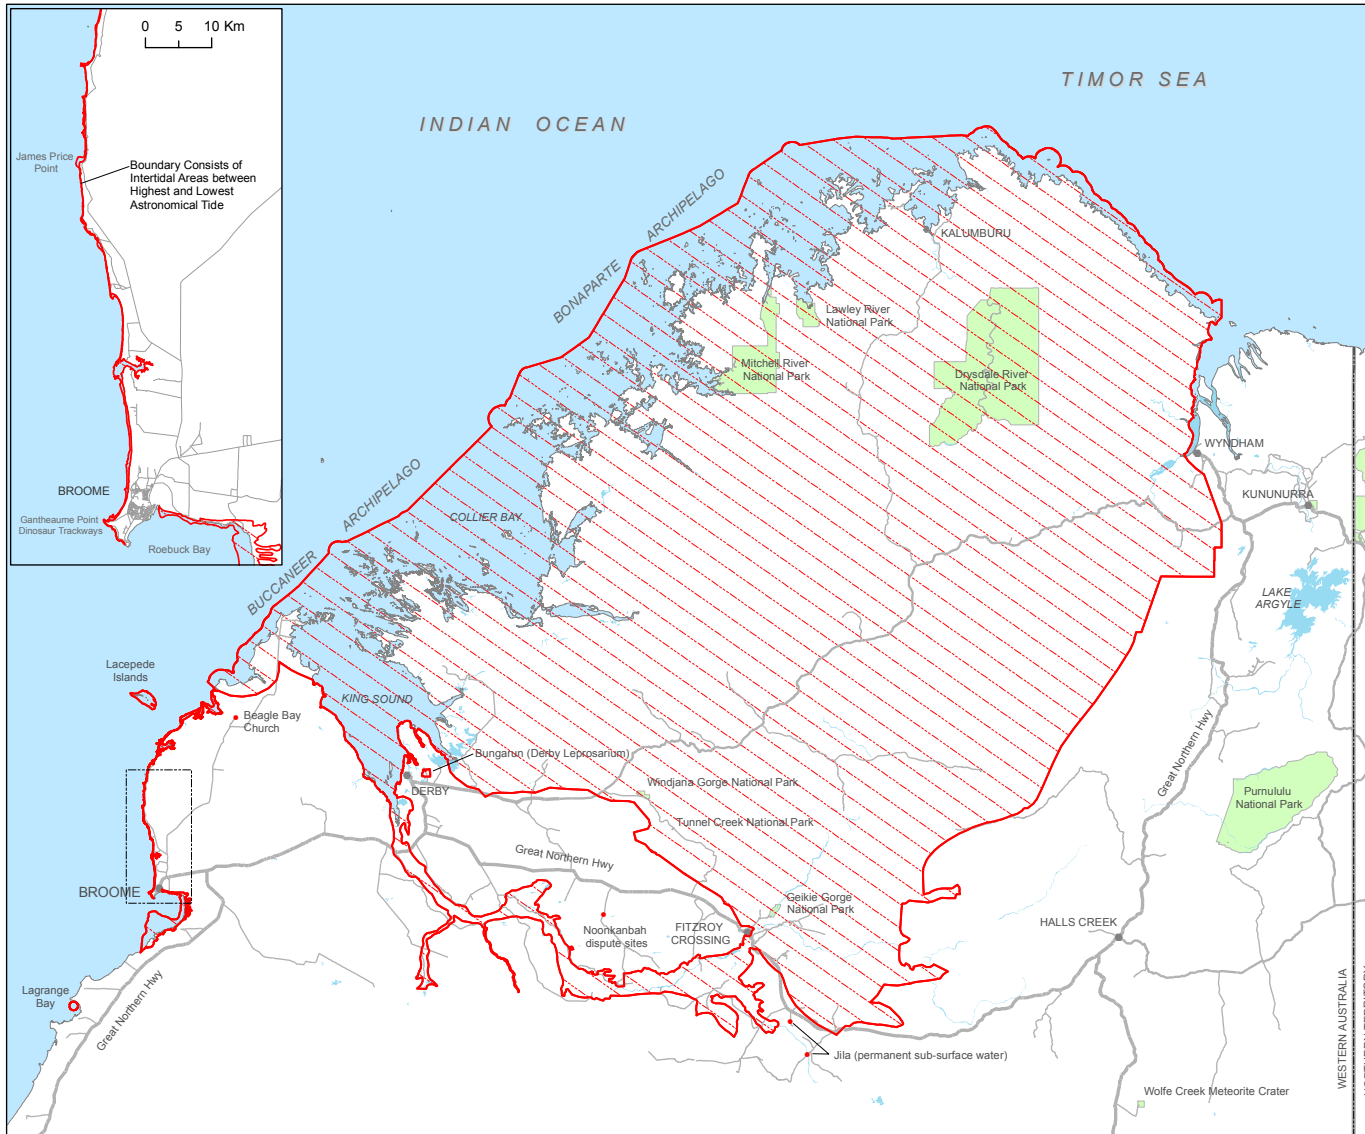 0 5 10 Km
James Price
Point
Boundary Consists of
Intertidal Areas between
Highest and Lowest
Astronomical Tide
BROOME
Gantheaume Point
Dinosaur Trackways
Roebuck Bay
TIMOR SEA
INDIAN OCEAN
BONAPARTE ARCHIPELAGO
KALUMBURU
Lawley River
National Park
Mitchell River
National Park
Drysdale River
National Park
WYNDHAM
KUNUNURRA
BUCCANEER ARCHIPELAGO
COLLIER BAY
LAKE
ARGYLE
Lacepede
Islands
KING SOUND
Beagle Bay
Church
Bungarun (Derby Leprosarium)
DERBY
Windjana Gorge National Park
Great Northern Hwy
Purnululu
National Park
Tunnel Creek National Park
Great Northern Hwy
BROOME
Geikie Gorge
National Park
Noonkanbah
dispute sites
FITZROY
CROSSING
HALLS CREEK
Lagrange
Bay
Great Northern Hwy
Jila (permanent sub-surface water)
WESTERN AUSTRALIA
Wolfe Creek Meteorite Crater